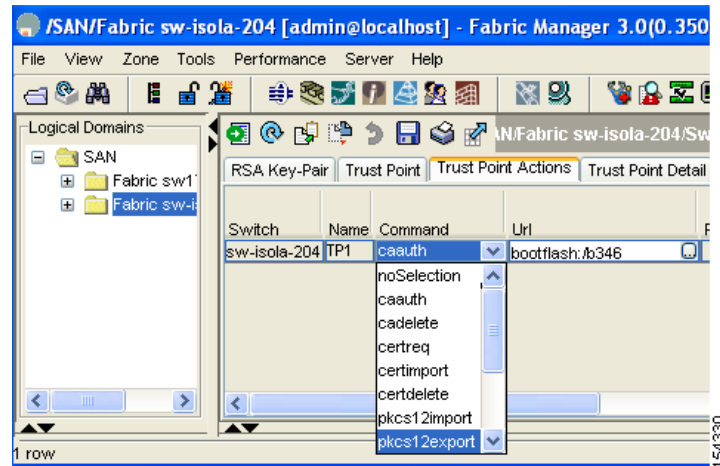 /SAN/Fabric sw-isola-204 [admin@localhost] - Fabric Manager 3.0(0.350
File View Zone Tools Performance Server Help
Logical Domains
SAN
Fabric sw1
Fabric sw-i
/Fabric sw-isola-204/Sw
RSA Key-Pair Trust Point Trust Point Actions Trust Point Detail
Switch Name Command Url
sw-isola-204 TP1 caauth bootflash:/b346
noSelection
caauth
cadelete
certreq
certimport
certdelete
pkcs12import
pkcs12export
1 row
154330